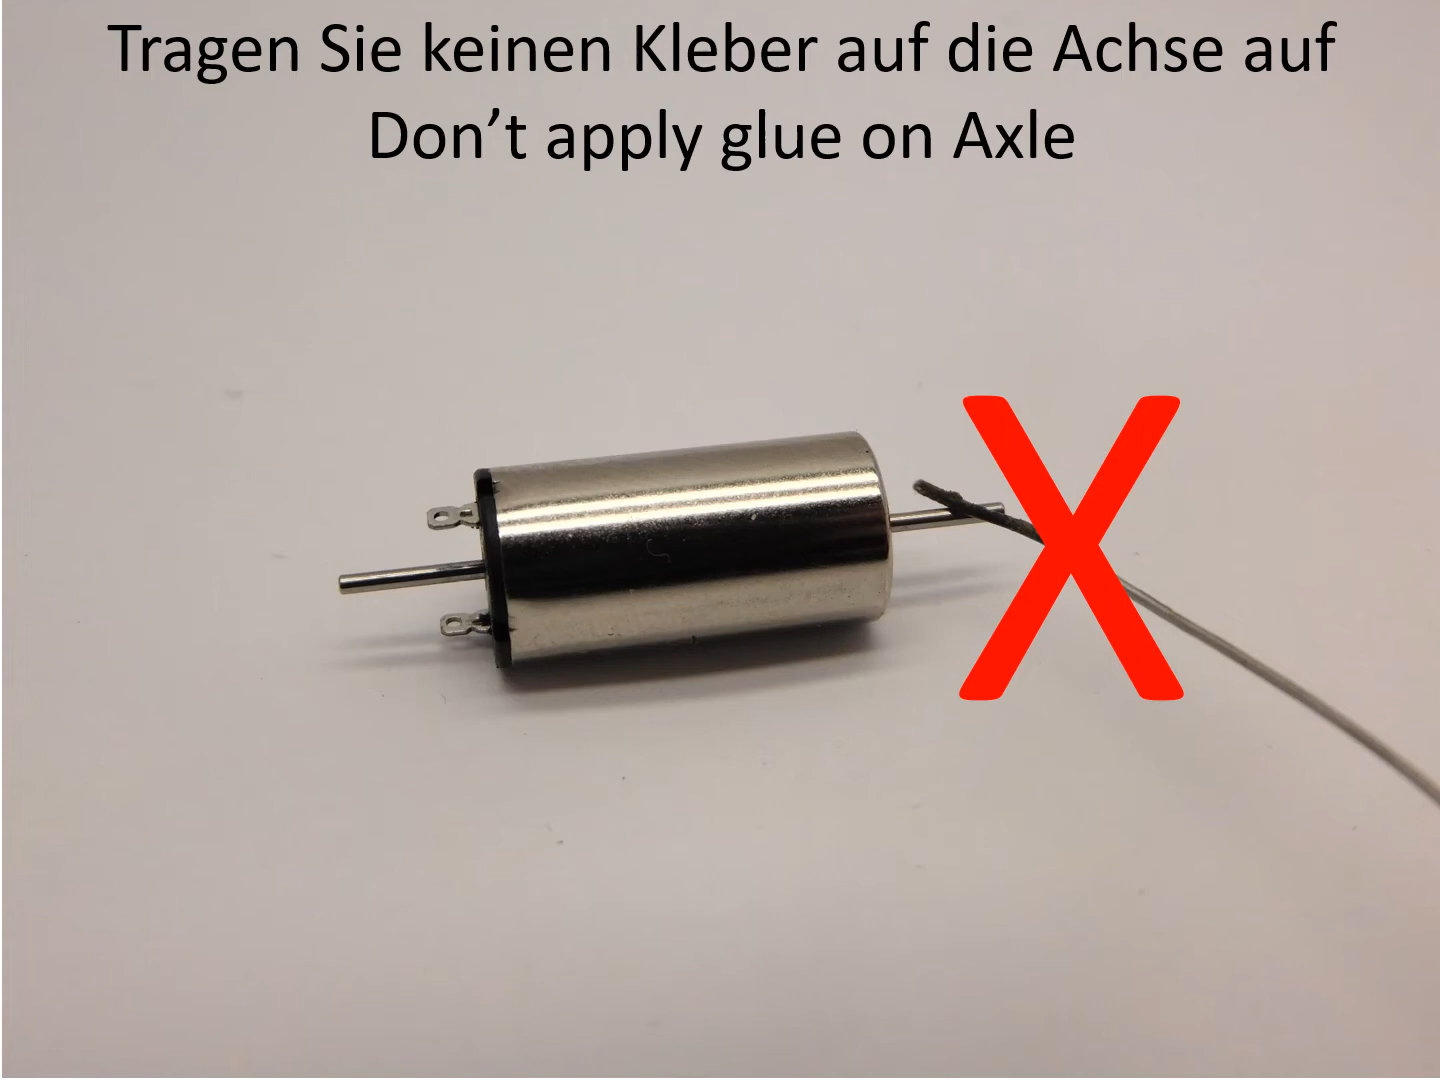 Tragen Sie keinen Kleber auf die Achse auf
Don’t apply glue on Axle
X